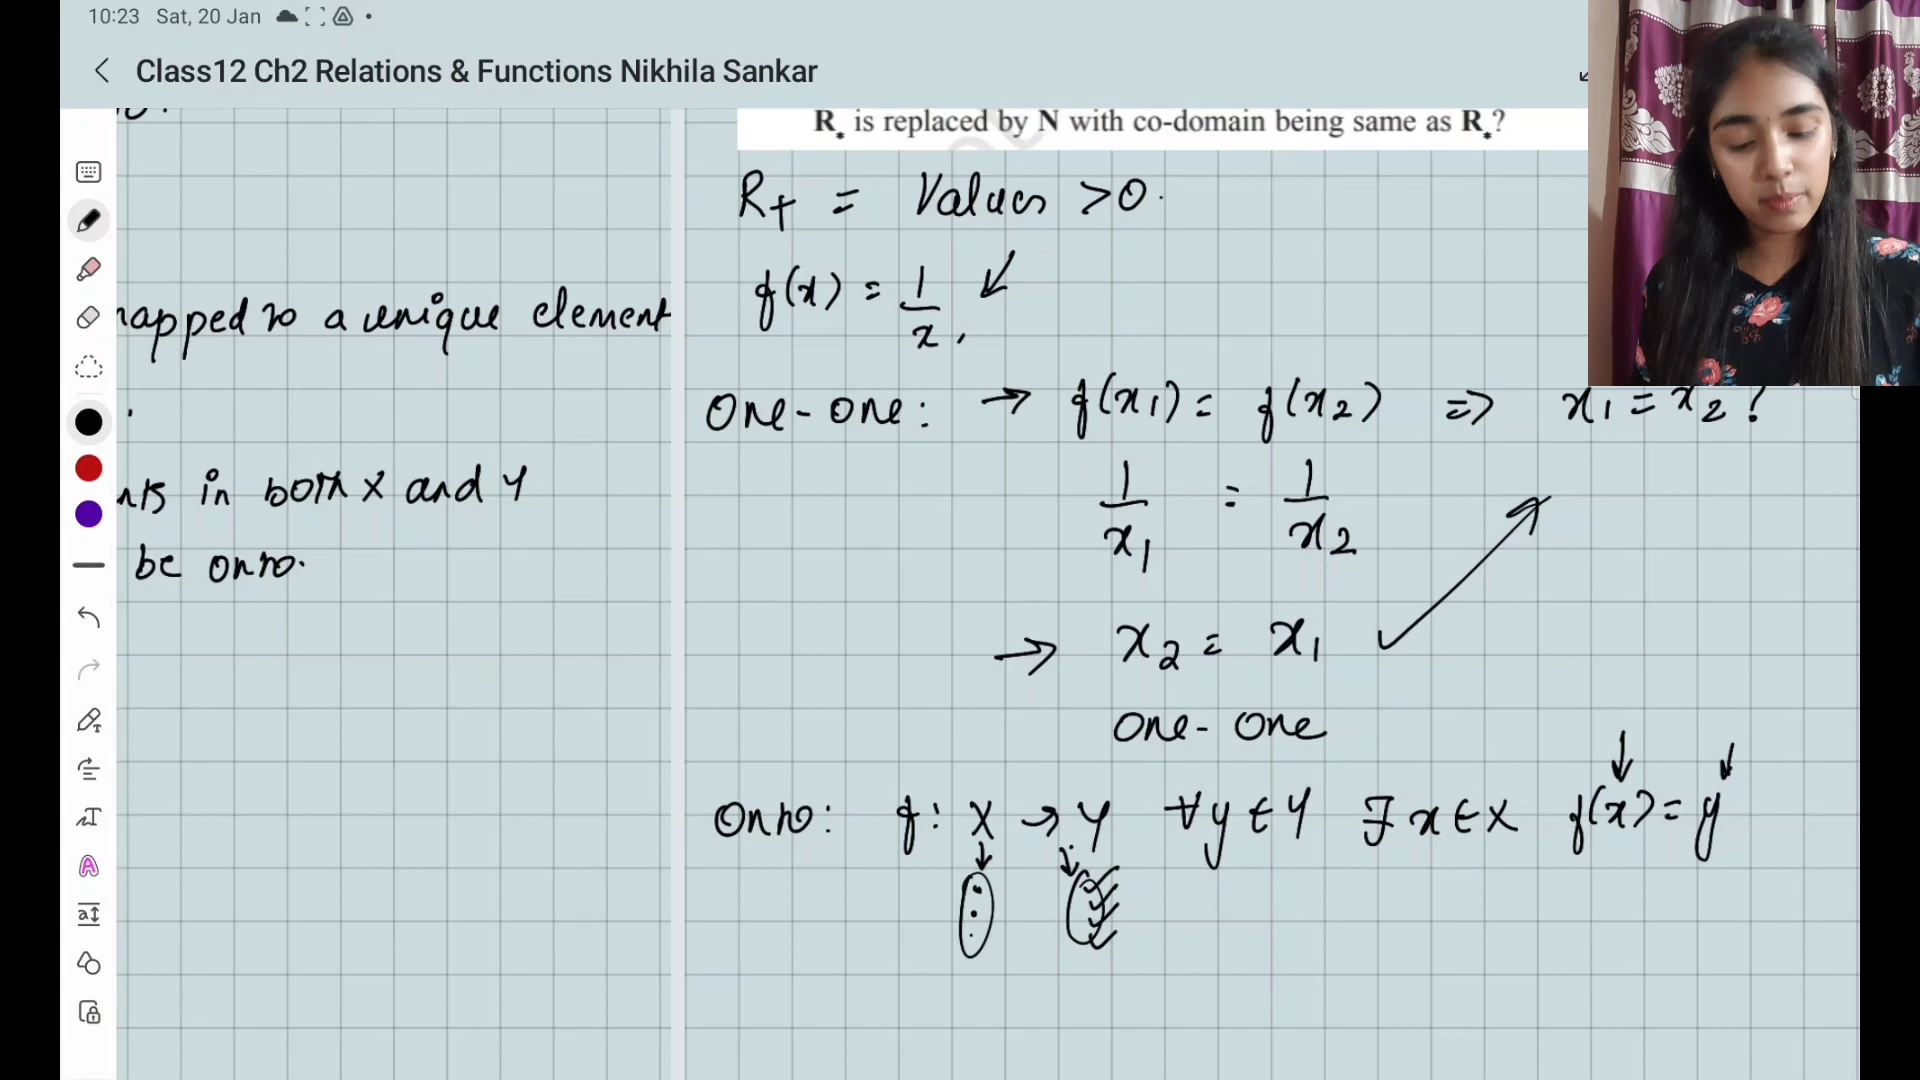 10:23 Sat, 20 Jan
Class12 Ch2 Relations & Functions Nikhila Sankar
mapped to a unique element
nts in both X and Y
be onto.
R* is replaced by N with co-domain being same as R*?
R+ = Values >0.
f(x) = 1/x,
One-one: → f(x1) = f(x2) => x1 = x2?
1/x1 = 1/x2
→ x2 = x1
One-One
Onto: f: X → Y ∀y ∈ Y ∃ x ∈ X f(x) = y